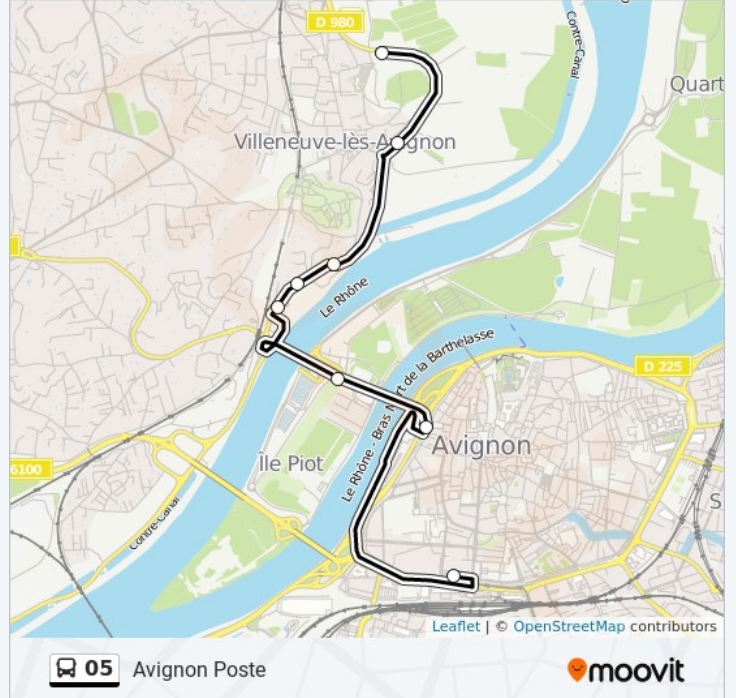 D 980
Contre-Canal
Quart
Villeneuve-lès-Avignon
Le Rhône
Le Rhône - Bras Mort de la Barthelasse
D 225
Avignon
Île Piot
6100
Contre-Canal
S
Leaflet | © OpenStreetMap contributors
05 Avignon Poste
moovit